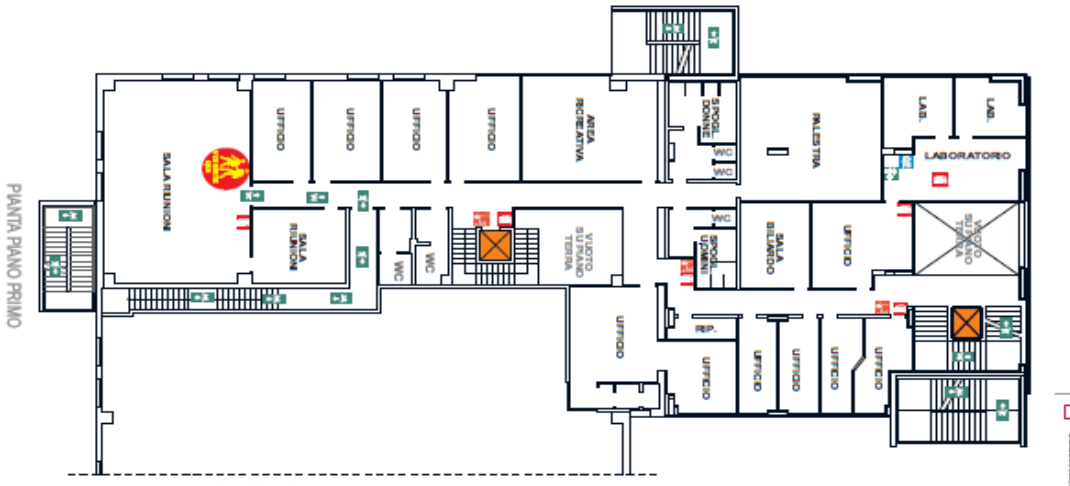 PIANTA PIANO PRIMO
SALA RIUNIONI
UFFICIO
UFFICIO
UFFICIO
UFFICIO
AREA
RICREATIVA
SPOGL.
DONNE
WC
WC
PALESTRA
LAB.
LAB.
LABORATORIO
SALA
RIUNIONI
WC
WC
VUOTO
SU PIANO
TERRA
WC
SPOGL.
UOMINI
SALA
BILIARDO
UFFICIO
VUOTO
SU PIANO
TERRA
UFFICIO
RIP.
UFFICIO
UFFICIO
UFFICIO
UFFICIO
UFFICIO